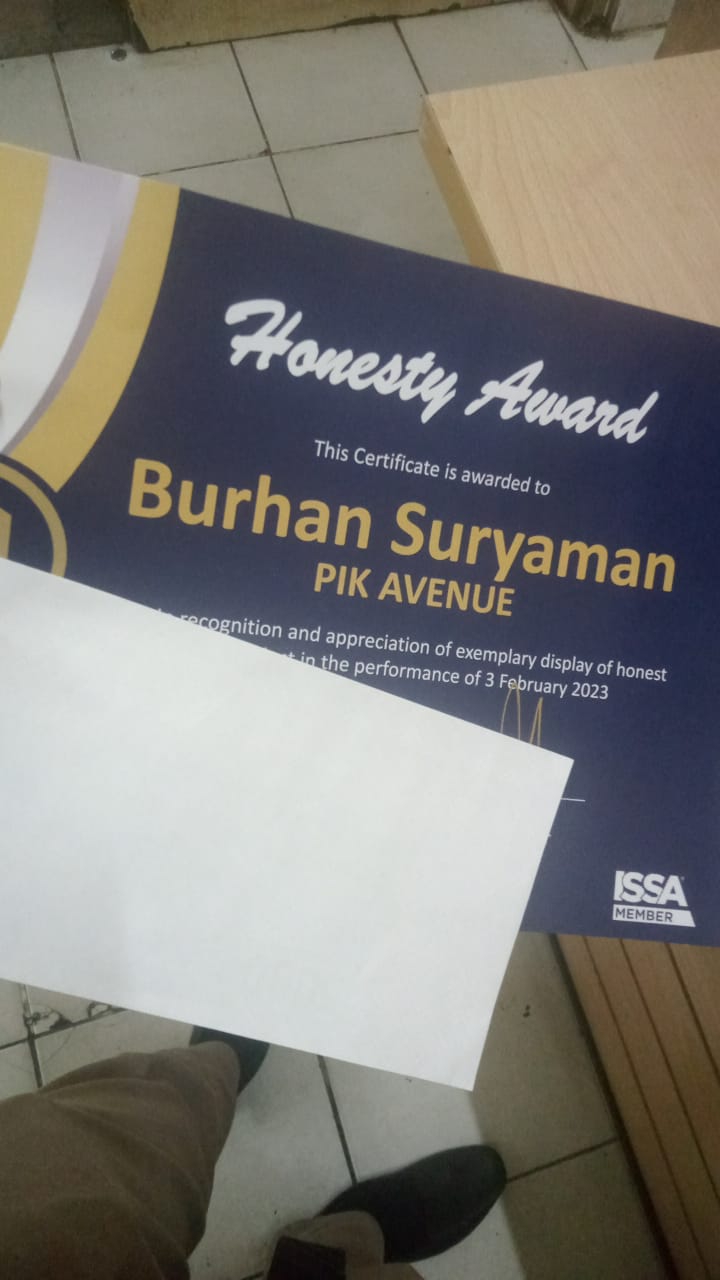 Honesty Award
This Certificate is awarded to
Burhan Suryaman
PIK AVENUE
recognition and appreciation of exemplary display of honest
in the performance of 3 February 2023
ISSA
MEMBER